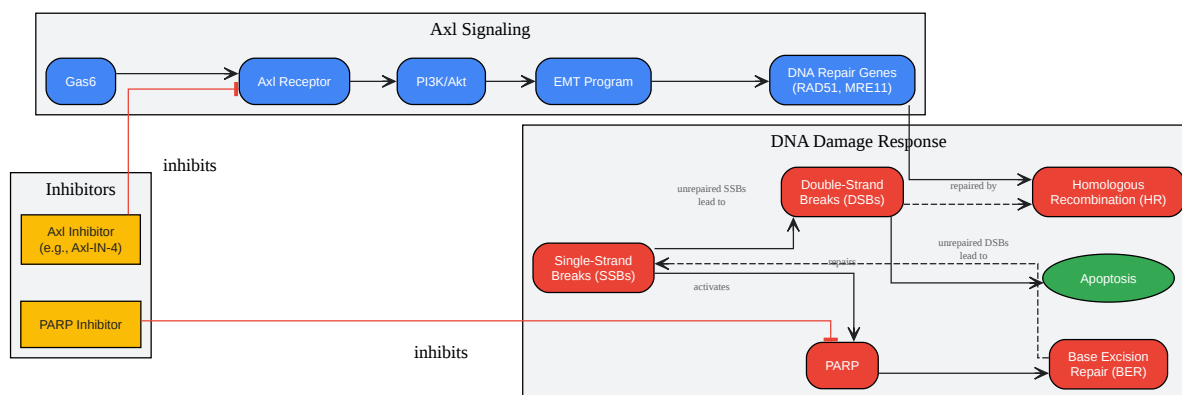 Axl Signaling
Gas6
Axl Receptor
PI3K/Akt
EMT Program
DNA Repair Genes
(RAD51, MRE11)
inhibits
Inhibitors
Axl Inhibitor
(e.g., Axl-IN-4)
PARP Inhibitor
inhibits
DNA Damage Response
unrepaired SSBs
lead to
Double-Strand
Breaks (DSBs)
repaired by
Homologous
Recombination (HR)
Single-Strand
Breaks (SSBs)
activates
repairs
unrepaired DSBs
lead to
Apoptosis
PARP
Base Excision
Repair (BER)